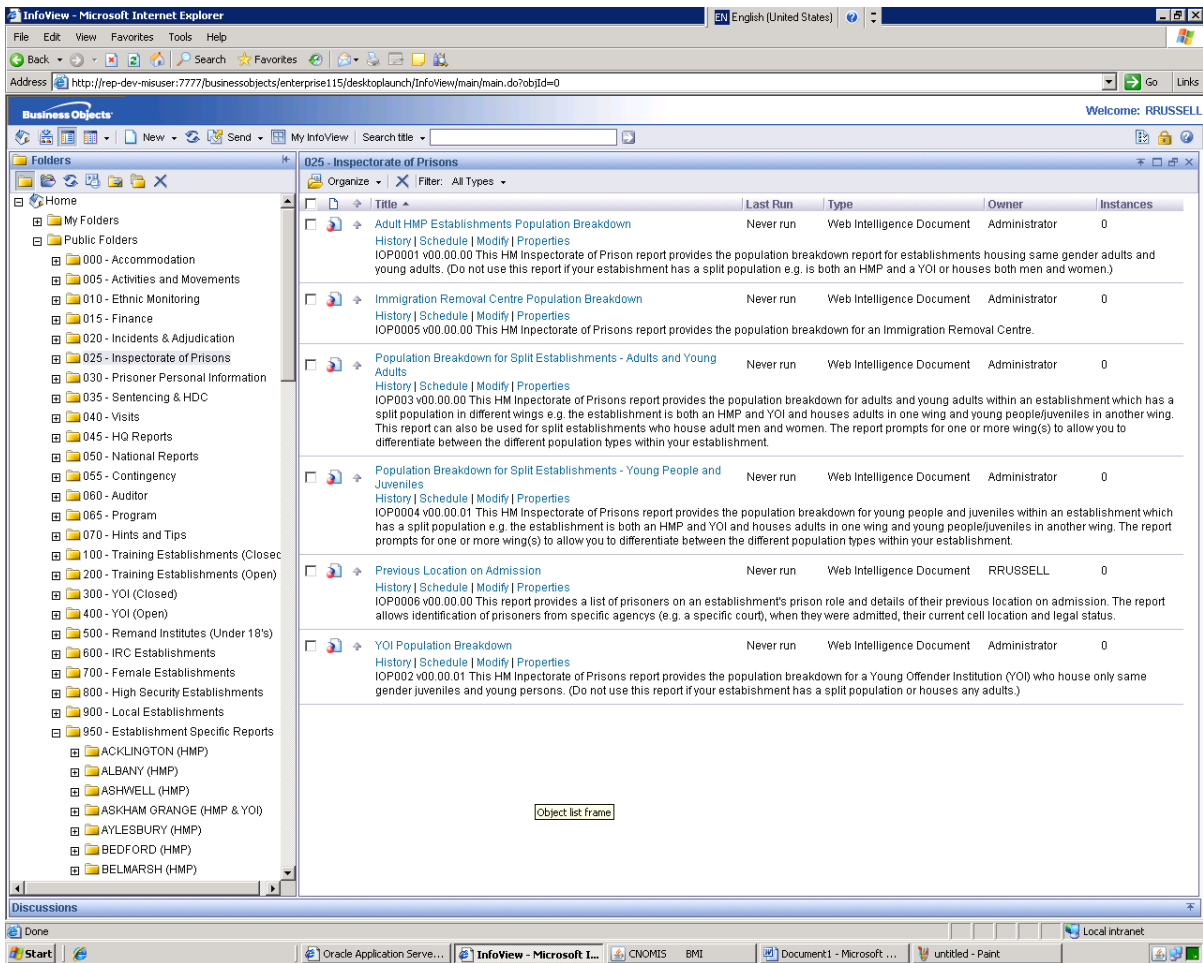 InfoView - Microsoft Internet Explorer
EN English (United States)
File Edit View Favorites Tools Help
Back Search Favorites
Address http://rep-dev-misuser:7777/businessobjects/enterprise115/desktoplaunch/InfoView/main/main.do?objId=0 Go Links
Business Objects Welcome: RRUSSELL
New Send My InfoView Search title
Folders
Home
My Folders
Public Folders
000 - Accommodation
005 - Activities and Movements
010 - Ethnic Monitoring
015 - Finance
020 - Incidents & Adjudication
025 - Inspectorate of Prisons
030 - Prisoner Personal Information
035 - Sentencing & HDC
040 - Visits
045 - HQ Reports
050 - National Reports
055 - Contingency
060 - Auditor
065 - Program
070 - Hints and Tips
100 - Training Establishments (Closed
200 - Training Establishments (Open)
300 - YOI (Closed)
400 - YOI (Open)
500 - Remand Institutes (Under 18's)
600 - IRC Establishments
700 - Female Establishments
800 - High Security Establishments
900 - Local Establishments
950 - Establishment Specific Reports
ACKLINGTON (HMP)
ALBANY (HMP)
ASHWELL (HMP)
ASKHAM GRANGE (HMP & YOI)
AYLESBURY (HMP)
BEDFORD (HMP)
BELMARSH (HMP)
025 - Inspectorate of Prisons
Organize Filter: All Types
Title Last Run Type Owner Instances
Adult HMP Establishments Population Breakdown Never run Web Intelligence Document Administrator 0
History | Schedule | Modify | Properties
IOP0001 v00.00.00 This HM Inspectorate of Prison report provides the population breakdown report for establishments housing same gender adults and
young adults. (Do not use this report if your estabishment has a split population e.g. is both an HMP and a YOI or houses both men and women.)
Immigration Removal Centre Population Breakdown Never run Web Intelligence Document Administrator 0
History | Schedule | Modify | Properties
IOP0005 v00.00.00 This HM Inpectorate of Prisons report provides the population breakdown for an Immigration Removal Centre.
Population Breakdown for Split Establishments - Adults and Young Never run Web Intelligence Document Administrator 0
Adults
History | Schedule | Modify | Properties
IOP003 v00.00.00 This HM Inpectorate of Prisons report provides the population breakdown for adults and young adults within an establishment which has a
split population in different wings e.g. the establishment is both an HMP and YOI and houses adults in one wing and young people/juveniles in another wing.
This report can also be used for split establishments who house adult men and women. The report prompts for one or more wing(s) to allow you to
differentiate between the different population types within your establishment.
Population Breakdown for Split Establishments - Young People and Never run Web Intelligence Document Administrator 0
Juveniles
History | Schedule | Modify | Properties
IOP0004 v00.00.01 This HM Inspectorate of Prisons report provides the population breakdown for young people and juveniles within an establishment which
has a split population e.g. the establishment is both an HMP and YOI and houses adults in one wing and young people/juveniles in another wing. The report
prompts for one or more wing(s) to allow you to differentiate between the different population types within your establishment.
Previous Location on Admission Never run Web Intelligence Document RRUSSELL 0
History | Schedule | Modify | Properties
IOP0006 v00.00.00 This report provides a list of prisoners on an establishment's prison role and details of their previous location on admission. The report
allows identification of prisoners from specific agencys (e.g. a specific court), when they were admitted, their current cell location and legal status.
YOI Population Breakdown Never run Web Intelligence Document Administrator 0
History | Schedule | Modify | Properties
IOP002 v00.00.01 This HM Inpectorate of Prisons report provides the population breakdown for a Young Offender Institution (YOI) who house only same
gender juveniles and young persons. (Do not use this report if your estabishment has a split population or houses any adults.)
Object list frame
Discussions
Done Local intranet
Start Oracle Application Serve... InfoView - Microsoft I... CNOMIS BMI Document1 - Microsoft ... untitled - Paint